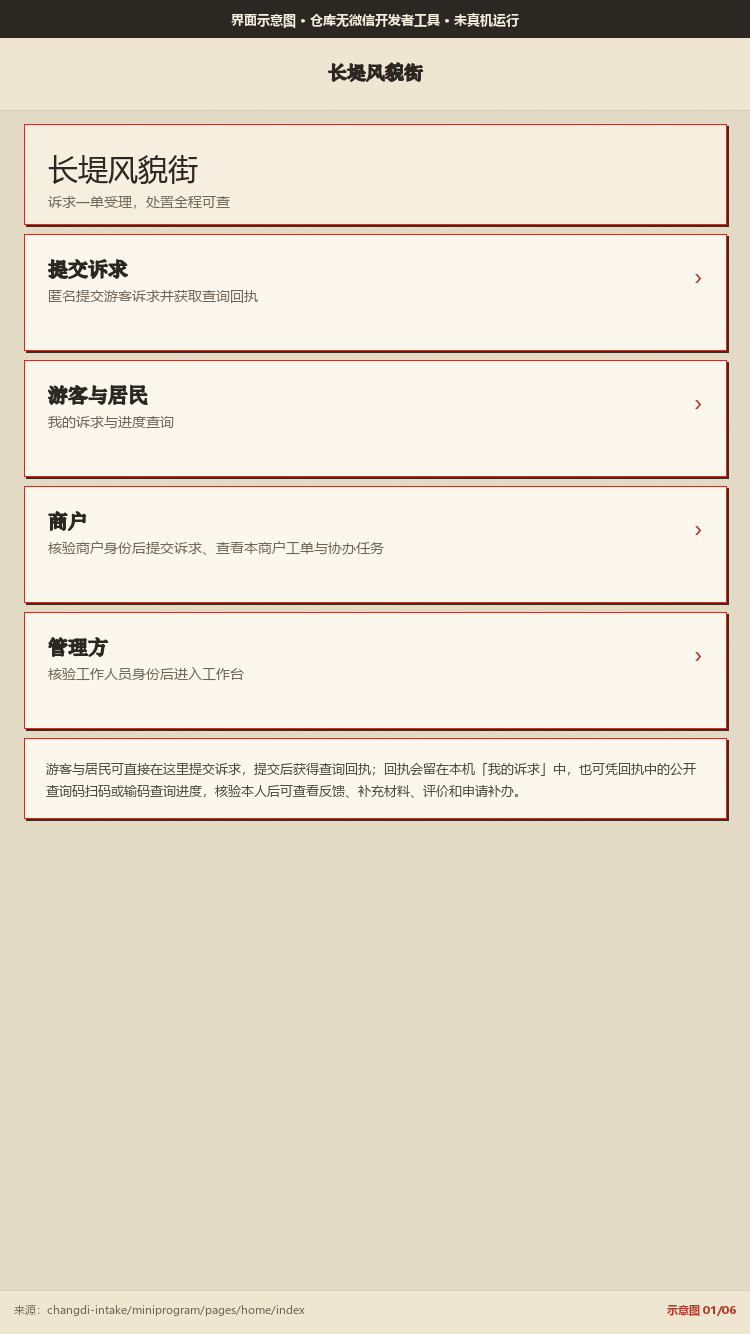 界面示意图 • 仓库无微信开发者工具 • 未真机运行
长堤风貌街
长堤风貌街
诉求一单受理，处置全程可查
提交诉求
匿名提交游客诉求并获取查询回执
›
游客与居民
我的诉求与进度查询
›
商户
核验商户身份后提交诉求、查看本商户工单与协办任务
›
管理方
核验工作人员身份后进入工作台
›
游客与居民可直接在这里提交诉求，提交后获得查询回执；回执会留在本机「我的诉求」中，也可凭回执中的公开
查询码扫码或输码查询进度，核验本人后可查看反馈、补充材料、评价和申请补办。
来源：changdi-intake/miniprogram/pages/home/index
示意图 01/06